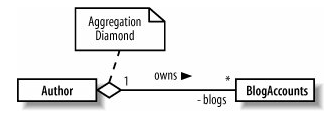 Aggregation
Diamond
owns ►
1
*
Author
BlogAccounts
- blogs